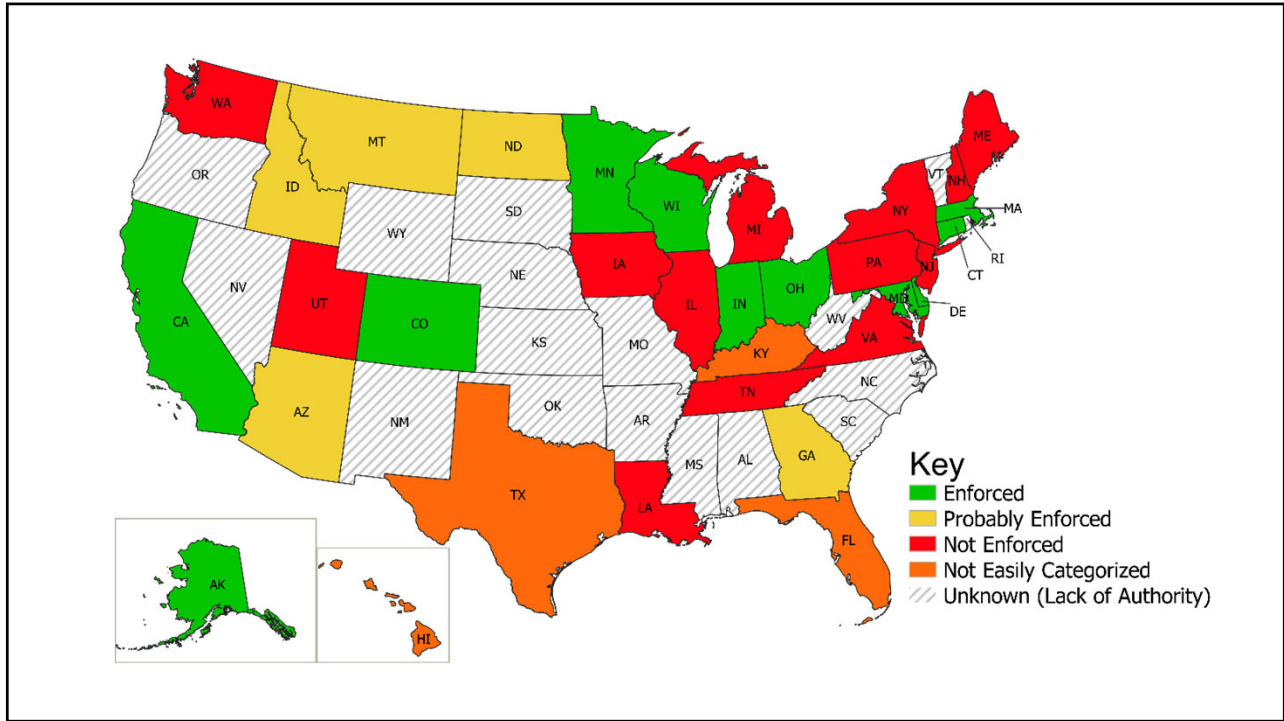 WA
OR
CA
NV
ID
MT
ND
SD
WY
UT
CO
AZ
NM
NE
KS
OK
TX
MN
IA
MO
AR
LA
WI
IL
MI
IN
OH
KY
TN
MS
AL
GA
FL
SC
NC
VA
WV
PA
NY
VT
NH
ME
MA
RI
CT
NJ
DE
MD
AK
HI
Key
Enforced
Probably Enforced
Not Enforced
Not Easily Categorized
Unknown (Lack of Authority)